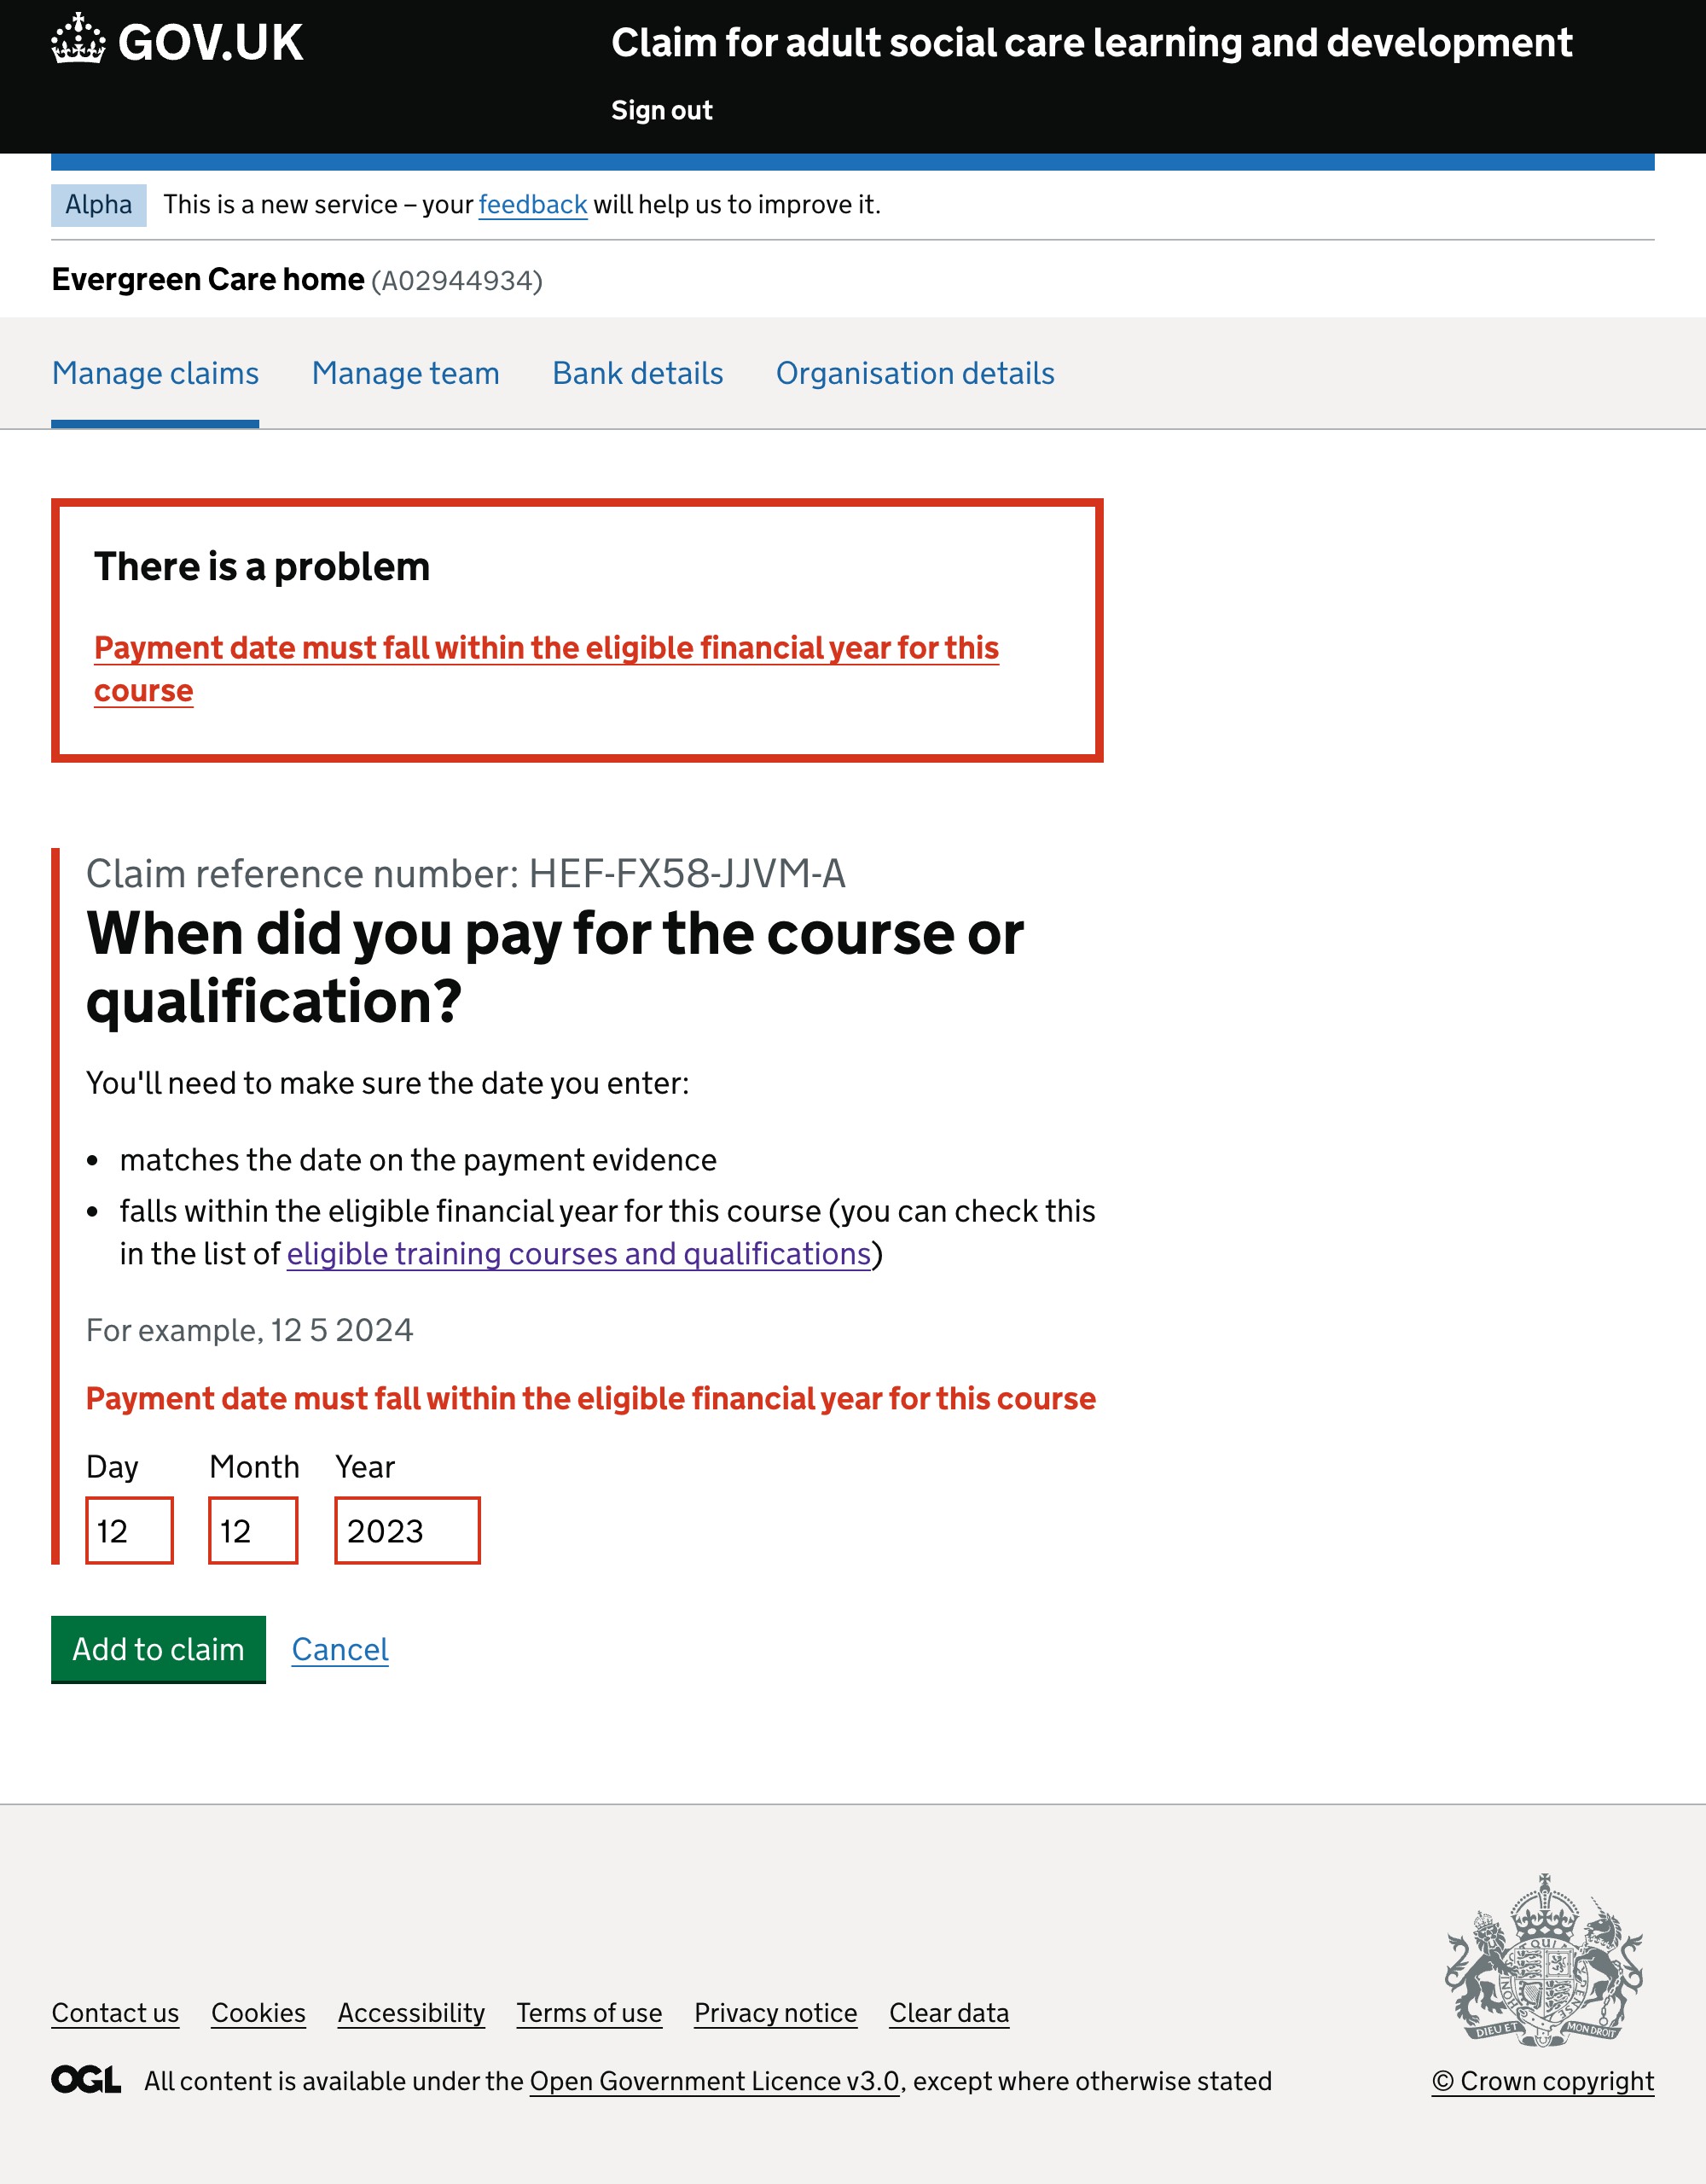 GOV.UK
Claim for adult social care learning and development
Sign out
Alpha
This is a new service – your feedback will help us to improve it.
Evergreen Care home (A02944934)
Manage claims
Manage team
Bank details
Organisation details
There is a problem
Payment date must fall within the eligible financial year for this
course
Claim reference number: HEF-FX58-JJVM-A
When did you pay for the course or
qualification?
You'll need to make sure the date you enter:
matches the date on the payment evidence
falls within the eligible financial year for this course (you can check this
in the list of eligible training courses and qualifications)
For example, 12 5 2024
Payment date must fall within the eligible financial year for this course
Day
Month
Year
12
12
2023
Add to claim
Cancel
Contact us
Cookies
Accessibility
Terms of use
Privacy notice
Clear data
OGL
All content is available under the Open Government Licence v3.0, except where otherwise stated
DIEU ET
MON DROIT
© Crown copyright